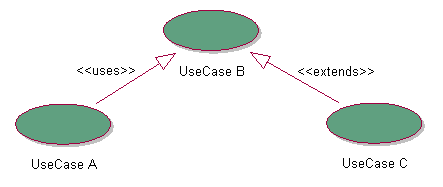 <<uses>>
UseCase B
<<extends>>
UseCase A
UseCase C